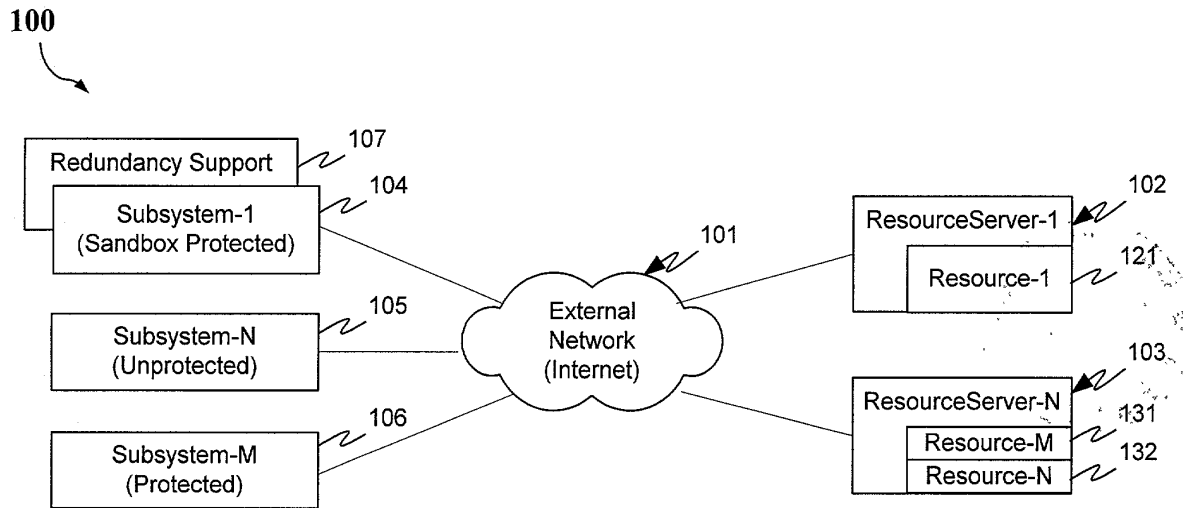 100
107
Redundancy Support
104
Subsystem-1
(Sandbox Protected)
105
Subsystem-N
(Unprotected)
106
Subsystem-M
(Protected)
101
External
Network
(Internet)
102
ResourceServer-1
121
Resource-1
103
ResourceServer-N
131
Resource-M
132
Resource-N